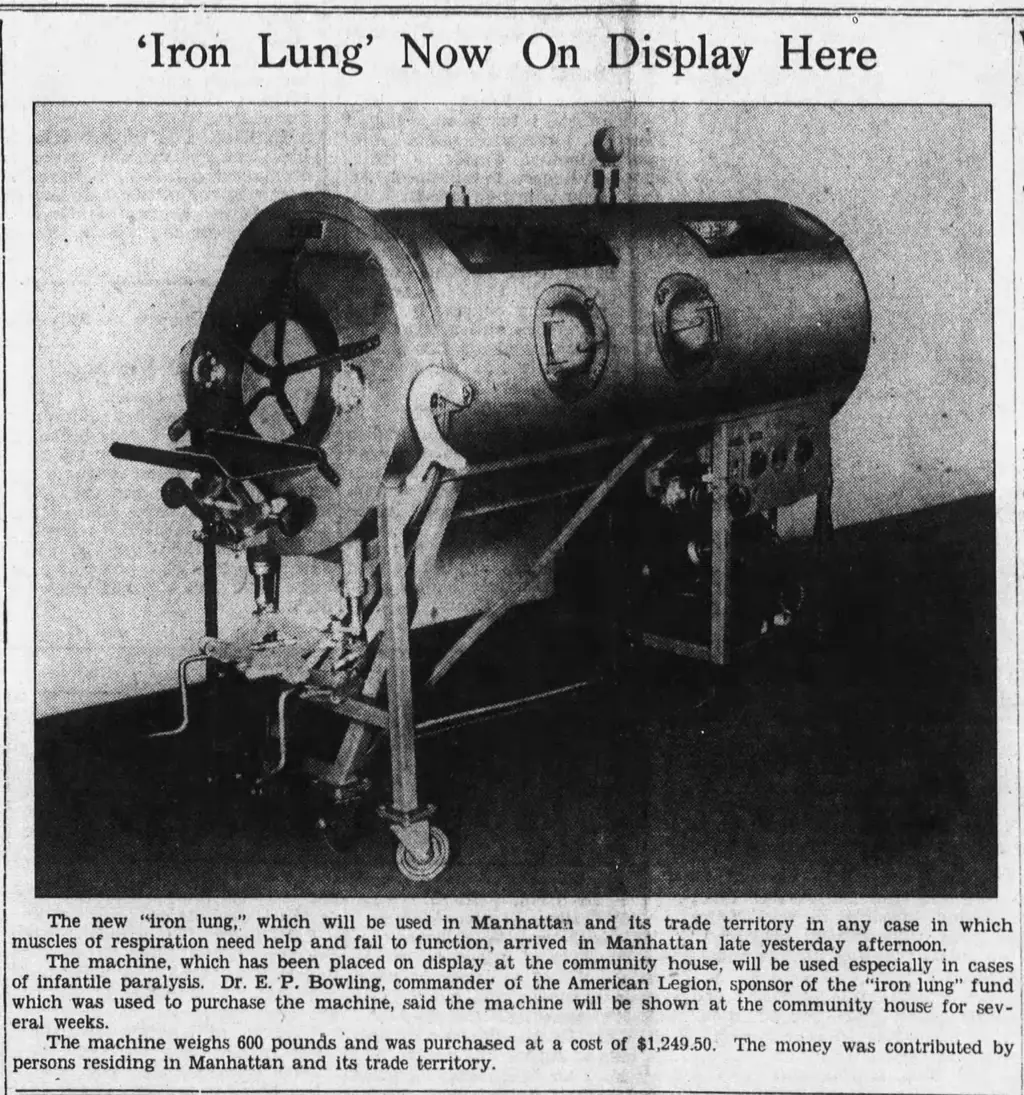 ‘Iron Lung’ Now On Display Here
The new “iron lung,” which will be used in Manhattan and its trade territory in any case in which
muscles of respiration need help and fail to function, arrived in Manhattan late yesterday afternoon.
The machine, which has been placed on display at the community house, will be used especially in cases
of infantile paralysis. Dr. E. P. Bowling, commander of the American Legion, sponsor of the “iron lung” fund
which was used to purchase the machine, said the machine will be shown at the community house for sev-
eral weeks.
The machine weighs 600 pounds and was purchased at a cost of $1,249.50. The money was contributed by
persons residing in Manhattan and its trade territory.